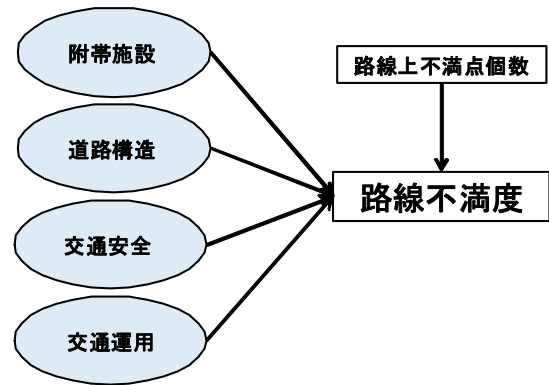 附帯施設
道路構造
交通安全
交通運用
路線上不満点個数
路線不満度